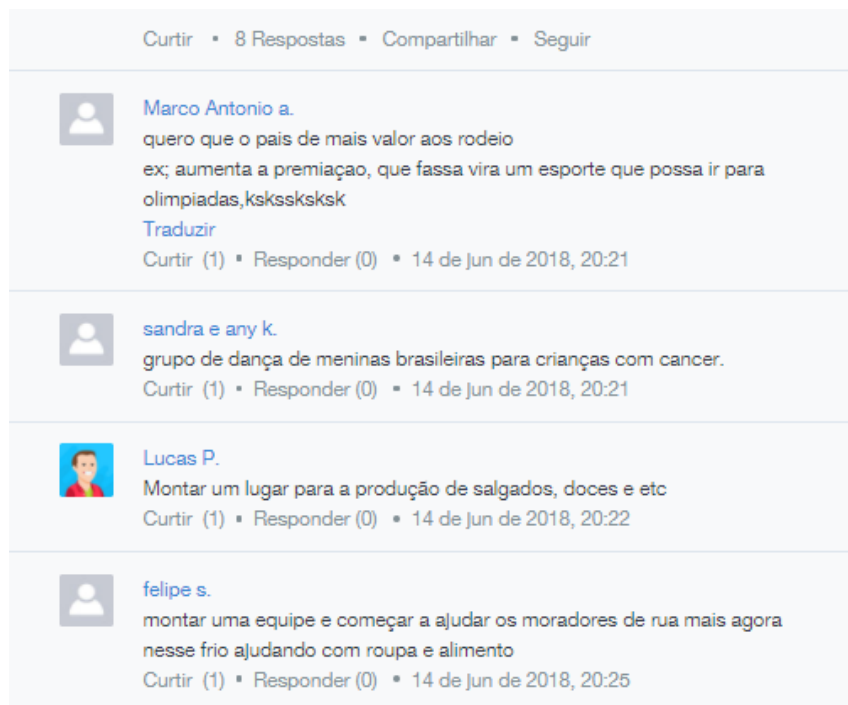 Curtir ▪ 8 Respostas ▪ Compartilhar ▪ Seguir
Marco Antonio a.
quero que o pais de mais valor aos rodeio
ex; aumenta a premiaçao, que fassa vira um esporte que possa ir para
olimpiadas,ksksskskisk
Traduzir
Curtir (1) ▪ Responder (0) ▪ 14 de jun de 2018, 20:21
sandra e any k.
grupo de dança de meninas brasileiras para crianças com cancer.
Curtir (1) ▪ Responder (0) ▪ 14 de jun de 2018, 20:21
Lucas P.
Montar um lugar para a produção de salgados, doces e etc
Curtir (1) ▪ Responder (0) ▪ 14 de jun de 2018, 20:22
felipe s.
montar uma equipe e começar a ajudar os moradores de rua mais agora
nesse frio ajudando com roupa e alimento
Curtir (1) ▪ Responder (0) ▪ 14 de jun de 2018, 20:25